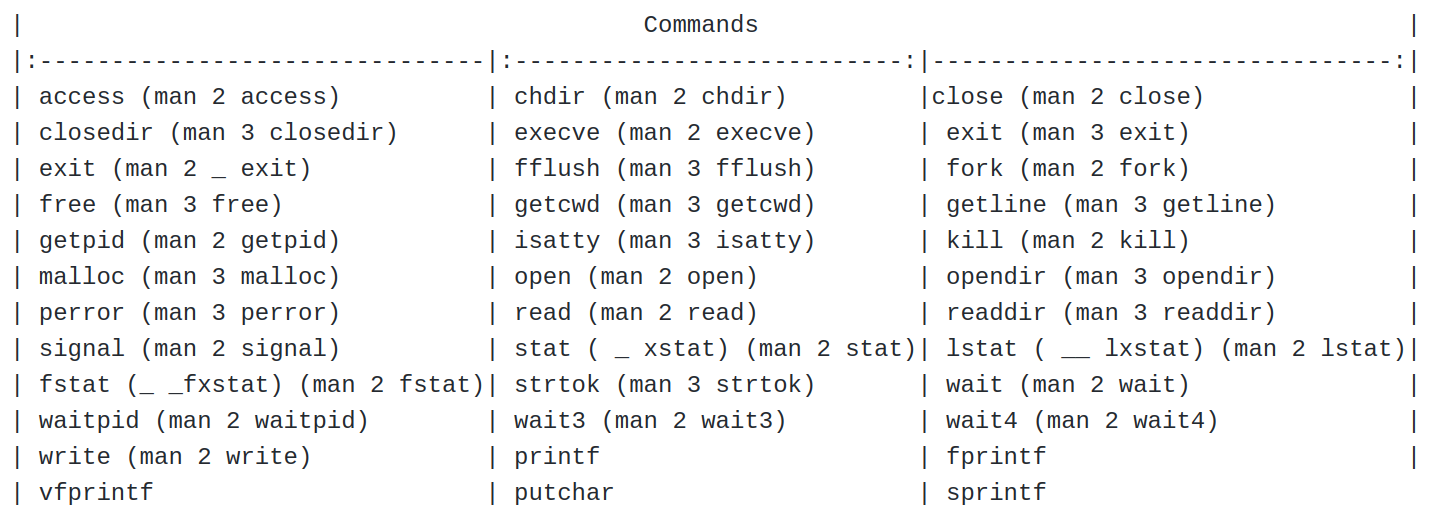 |                                           Commands                                             |
|:-------------------------------|:---------------------------:|--------------------------------:|
| access (man 2 access)          | chdir (man 2 chdir)         |close (man 2 close)              |
| closedir (man 3 closedir)      | execve (man 2 execve)       | exit (man 3 exit)               |
| exit (man 2 _ exit)            | fflush (man 3 fflush)       | fork (man 2 fork)               |
| free (man 3 free)              | getcwd (man 3 getcwd)       | getline (man 3 getline)         |
| getpid (man 2 getpid)          | isatty (man 3 isatty)       | kill (man 2 kill)               |
| malloc (man 3 malloc)          | open (man 2 open)           | opendir (man 3 opendir)         |
| perror (man 3 perror)          | read (man 2 read)           | readdir (man 3 readdir)         |
| signal (man 2 signal)          | stat ( _ xstat) (man 2 stat)| lstat ( __ lxstat) (man 2 lstat)|
| fstat (_ _fxstat) (man 2 fstat)| strtok (man 3 strtok)       | wait (man 2 wait)               |
| waitpid (man 2 waitpid)        | wait3 (man 2 wait3)         | wait4 (man 2 wait4)             |
| write (man 2 write)            | printf                      | fprintf                         |
| vfprintf                       | putchar                     | sprintf